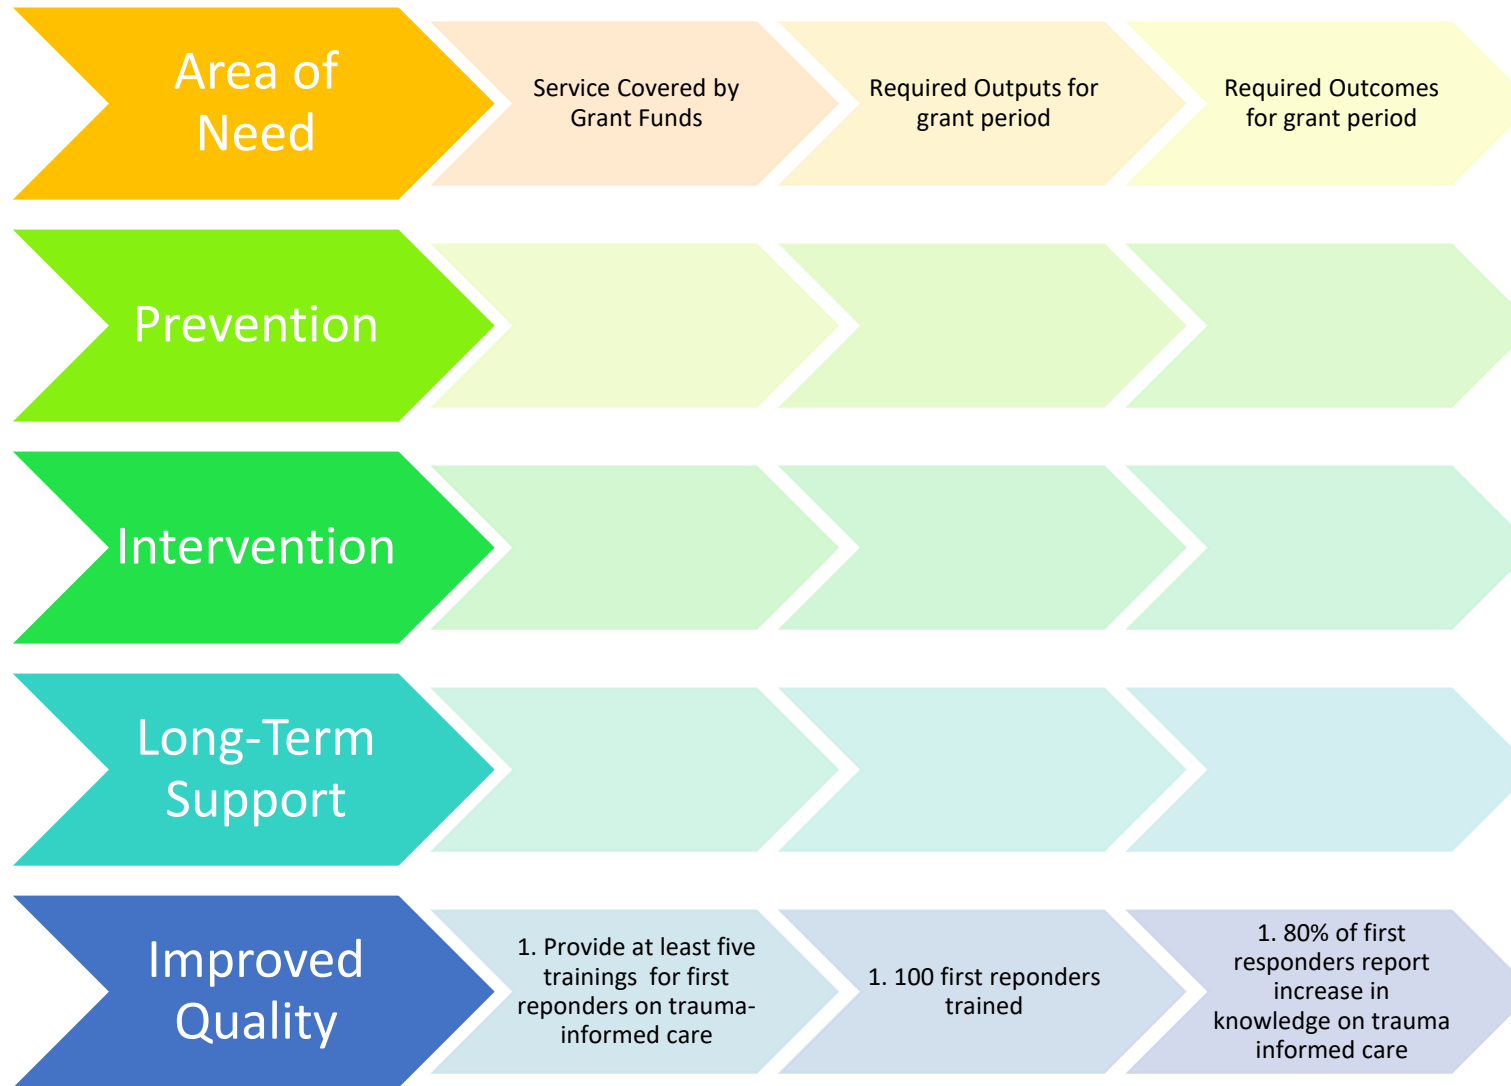 Area of
Need
Service Covered by
Grant Funds
Required Outputs for
grant period
Required Outcomes
for grant period
Prevention
Intervention
Long-Term
Support
Improved
Quality
1. Provide at least five
trainings  for first
reponders on trauma-
informed care
1. 100 first reponders
trained
1. 80% of first
responders report
increase in
knowledge on trauma
informed care